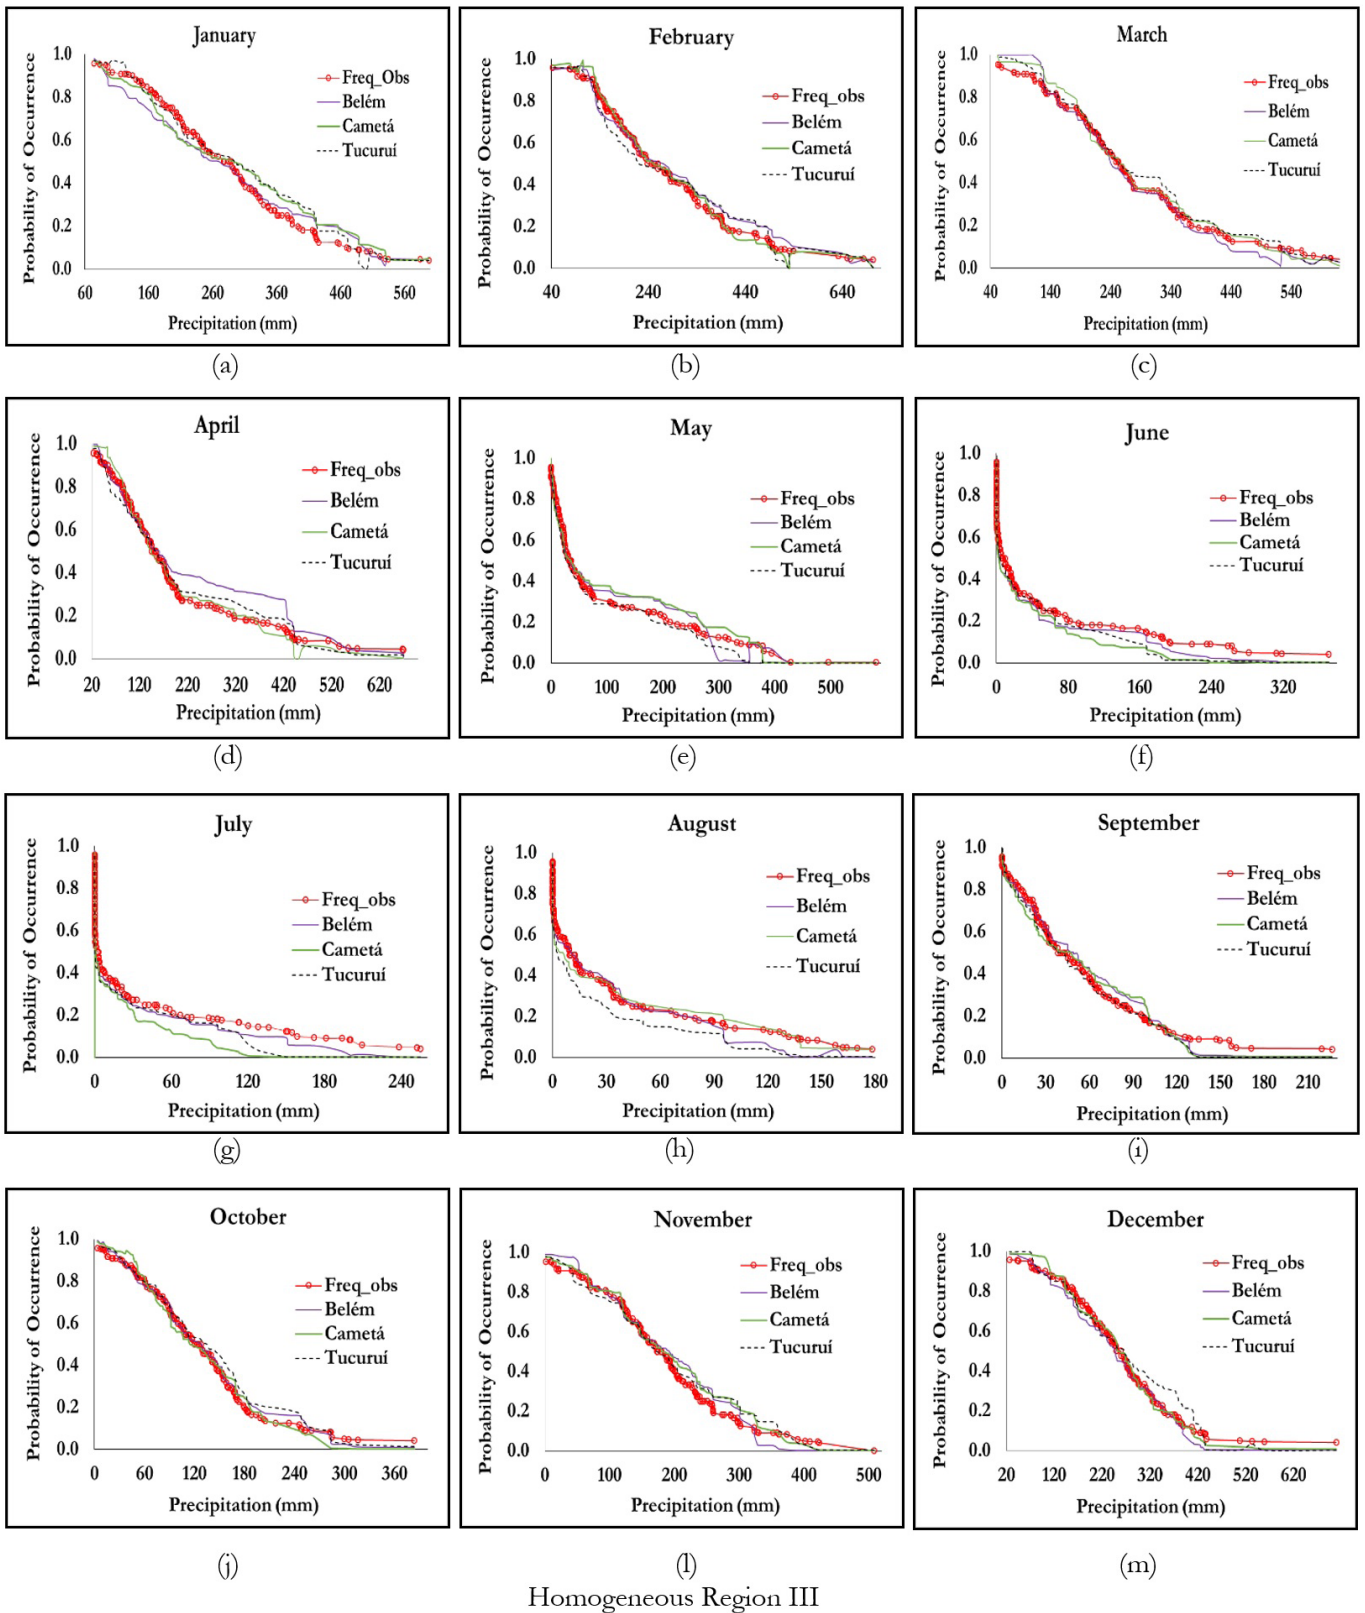 January
Probability of Occurrence
1.0
0.8
0.6
0.4
0.2
0.0
Freq_Obs
Belém
Cametá
Tucuruí
60 160 260 360 460 560
Precipitation (mm)
(a)
February
Probability of Occurrence
1.0
0.8
0.6
0.4
0.2
0.0
Freq_obs
Belém
Cametá
Tucuruí
40 240 440 640
Precipitation (mm)
(b)
March
Probability of Occurrence
1.0
0.8
0.6
0.4
0.2
0.0
Freq_obs
Belém
Cametá
Tucuruí
40 140 240 340 440 540
Precipitation (mm)
(c)
April
Probability of Occurrence
1.0
0.8
0.6
0.4
0.2
0.0
Freq_obs
Belém
Cametá
Tucuruí
20 120 220 320 420 520 620
Precipitation (mm)
(d)
May
Probability of Occurrence
1.0
0.8
0.6
0.4
0.2
0.0
Freq_obs
Belém
Cametá
Tucuruí
0 100 200 300 400 500
Precipitation (mm)
(e)
June
Probability of Occurrence
1.0
0.8
0.6
0.4
0.2
0.0
Freq_obs
Belém
Cametá
Tucuruí
0 80 160 240 320
Precipitation (mm)
(f)
July
Probability of Occurrence
1.0
0.8
0.6
0.4
0.2
0.0
Freq_obs
Belém
Cametá
Tucuruí
0 60 120 180 240
Precipitation (mm)
(g)
August
Probability of Occurrence
1.0
0.8
0.6
0.4
0.2
0.0
Freq_obs
Belém
Cametá
Tucuruí
0 30 60 90 120 150 180
Precipitation (mm)
(h)
September
Probability of Occurrence
1.0
0.8
0.6
0.4
0.2
0.0
Freq_obs
Belém
Cametá
Tucuruí
0 30 60 90 120 150 180 210
Precipitation (mm)
(i)
October
Probability of Occurrence
1.0
0.8
0.6
0.4
0.2
0.0
Freq_obs
Belém
Cametá
Tucuruí
0 60 120 180 240 300 360
Precipitation (mm)
(j)
November
Probability of Occurrence
1.0
0.8
0.6
0.4
0.2
0.0
Freq_obs
Belém
Cametá
Tucuruí
0 100 200 300 400 500
Precipitation (mm)
(l)
December
Probability of Occurrence
1.0
0.8
0.6
0.4
0.2
0.0
Freq_obs
Belém
Cametá
Tucuruí
20 120 220 320 420 520 620
Precipitation (mm)
(m)
Homogeneous Region III